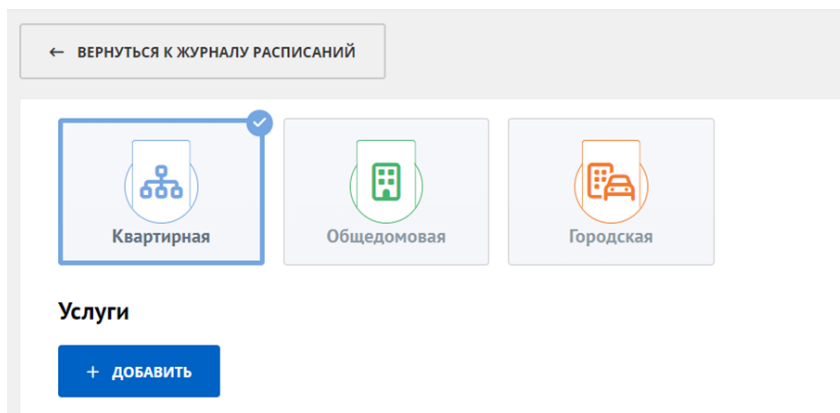 ← ВЕРНУТЬСЯ К ЖУРНАЛУ РАСПИСАНИЙ
Квартирная
Общедомовая
Городская
Услуги
+ ДОБАВИТЬ